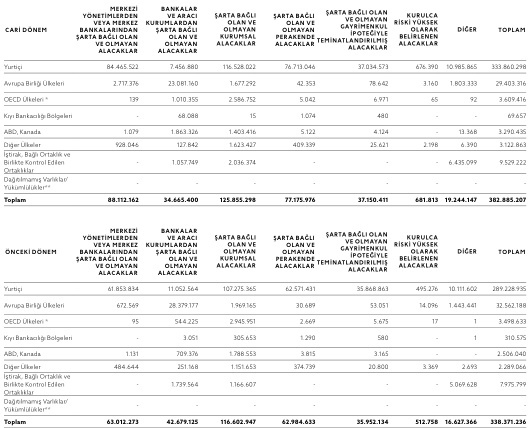 CARİ DÖNEM | MERKEZİ YÖNETİMLERDEN VEYA MERKEZ BANKALARINDAN ŞARTA BAĞLI OLAN VE OLMAYAN ALACAKLAR | BANKALAR VE ARACI KURUMLARDAN ŞARTA BAĞLI OLAN VE OLMAYAN ALACAKLAR | ŞARTA BAĞLI OLAN VE OLMAYAN KURUMSAL ALACAKLAR | ŞARTA BAĞLI OLAN VE OLMAYAN PERAKENDE ALACAKLAR | ŞARTA BAĞLI OLAN VE OLMAYAN GAYRİMENKUL İPOTEĞİYLE TEMİNATLANDIRILMIŞ ALACAKLAR | KURULCA RİSKİ YÜKSEK OLARAK BELİRLENEN ALACAKLAR | DİĞER | TOPLAM
Yurtiçi 84.465.522 7.456.880 116.528.022 76.713.046 37.034.573 676.390 10.985.865 333.860.298
Avrupa Birliği Ülkeleri 2.717.376 23.081.160 1.677.292 42.353 78.642 3.160 1.803.333 29.403.316
OECD Ülkeleri 139 1.010.355 2.586.752 5.042 6.971 65 92 3.609.416
Kıyı Bankacılığı Bölgeleri - 68.088 15 1.074 480 - - 69.657
ABD, Kanada 1.079 1.863.326 1.403.416 5.122 4.124 - 13.368 3.290.435
Diğer Ülkeler 928.046 127.842 1.623.427 409.339 25.621 2.198 6.390 3.122.863
İştirak, Bağlı Ortaklık ve
Birlikte Kontrol Edilen
Ortaklıklar - 1.057.749 2.036.374 - - - 6.435.099 9.529.222
Dağıtılmamış Varlıklar/
Yükümlülükler** - - - - - - - -
Toplam 88.112.162 34.665.400 125.855.298 77.175.976 37.150.411 681.813 19.244.147 382.885.207
ÖNCEKİ DÖNEM | MERKEZİ YÖNETİMLERDEN VEYA MERKEZ BANKALARINDAN ŞARTA BAĞLI OLAN VE OLMAYAN ALACAKLAR | BANKALAR VE ARACI KURUMLARDAN ŞARTA BAĞLI OLAN VE OLMAYAN ALACAKLAR | ŞARTA BAĞLI OLAN VE OLMAYAN KURUMSAL ALACAKLAR | ŞARTA BAĞLI OLAN VE OLMAYAN PERAKENDE ALACAKLAR | ŞARTA BAĞLI OLAN VE OLMAYAN GAYRİMENKUL İPOTEĞİYLE TEMİNATLANDIRILMIŞ ALACAKLAR | KURULCA RİSKİ YÜKSEK OLARAK BELİRLENEN ALACAKLAR | DİĞER | TOPLAM
Yurtiçi 61.853.834 11.052.564 107.275.365 62.571.431 35.868.863 495.276 10.111.602 289.228.935
Avrupa Birliği Ülkeleri 672.569 28.379.177 1.969.165 30.689 53.051 14.096 1.443.441 32.562.188
OECD Ülkeleri 95 544.225 2.945.951 2.669 5.675 17 1 3.498.633
Kıyı Bankacılığı Bölgeleri - 3.051 305.653 1.290 580 - 1 310.575
ABD, Kanada 1.131 709.376 1.788.553 3.815 3.165 - - 2.506.040
Diğer Ülkeler 484.644 251.168 1.151.653 374.739 20.800 3.369 2.693 2.289.066
İştirak, Bağlı Ortaklık ve
Birlikte Kontrol Edilen
Ortaklıklar - 1.739.564 1.166.607 - - - 5.069.628 7.975.799
Dağıtılmamış Varlıklar/
Yükümlülükler** - - - - - - - -
Toplam 63.012.273 42.679.125 116.602.947 62.984.633 35.952.134 512.758 16.627.366 338.371.236